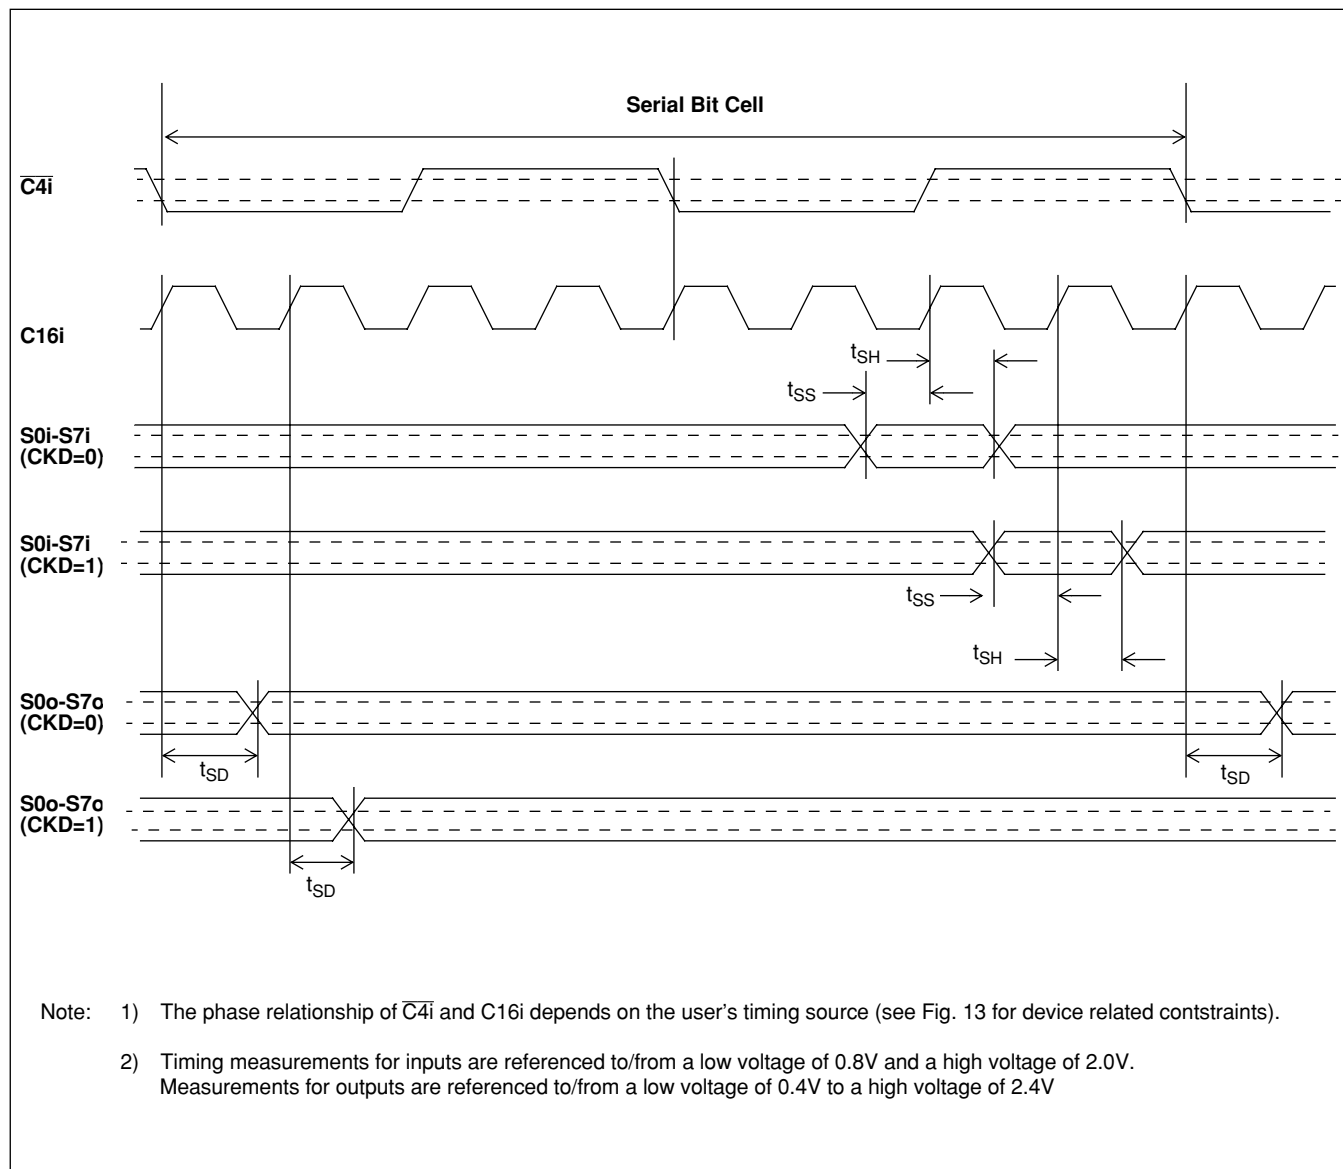 Serial Bit Cell
C4i
C16i
tSH
tSS
S0i-S7i
(CKD=0)
S0i-S7i
(CKD=1)
tSS
tSH
S0o-S7o
(CKD=0)
tSD
tSD
S0o-S7o
(CKD=1)
tSD
Note: 1) The phase relationship of C4i and C16i depends on the user's timing source (see Fig. 13 for device related contstraints).
2) Timing measurements for inputs are referenced to/from a low voltage of 0.8V and a high voltage of 2.0V.
Measurements for outputs are referenced to/from a low voltage of 0.4V to a high voltage of 2.4V